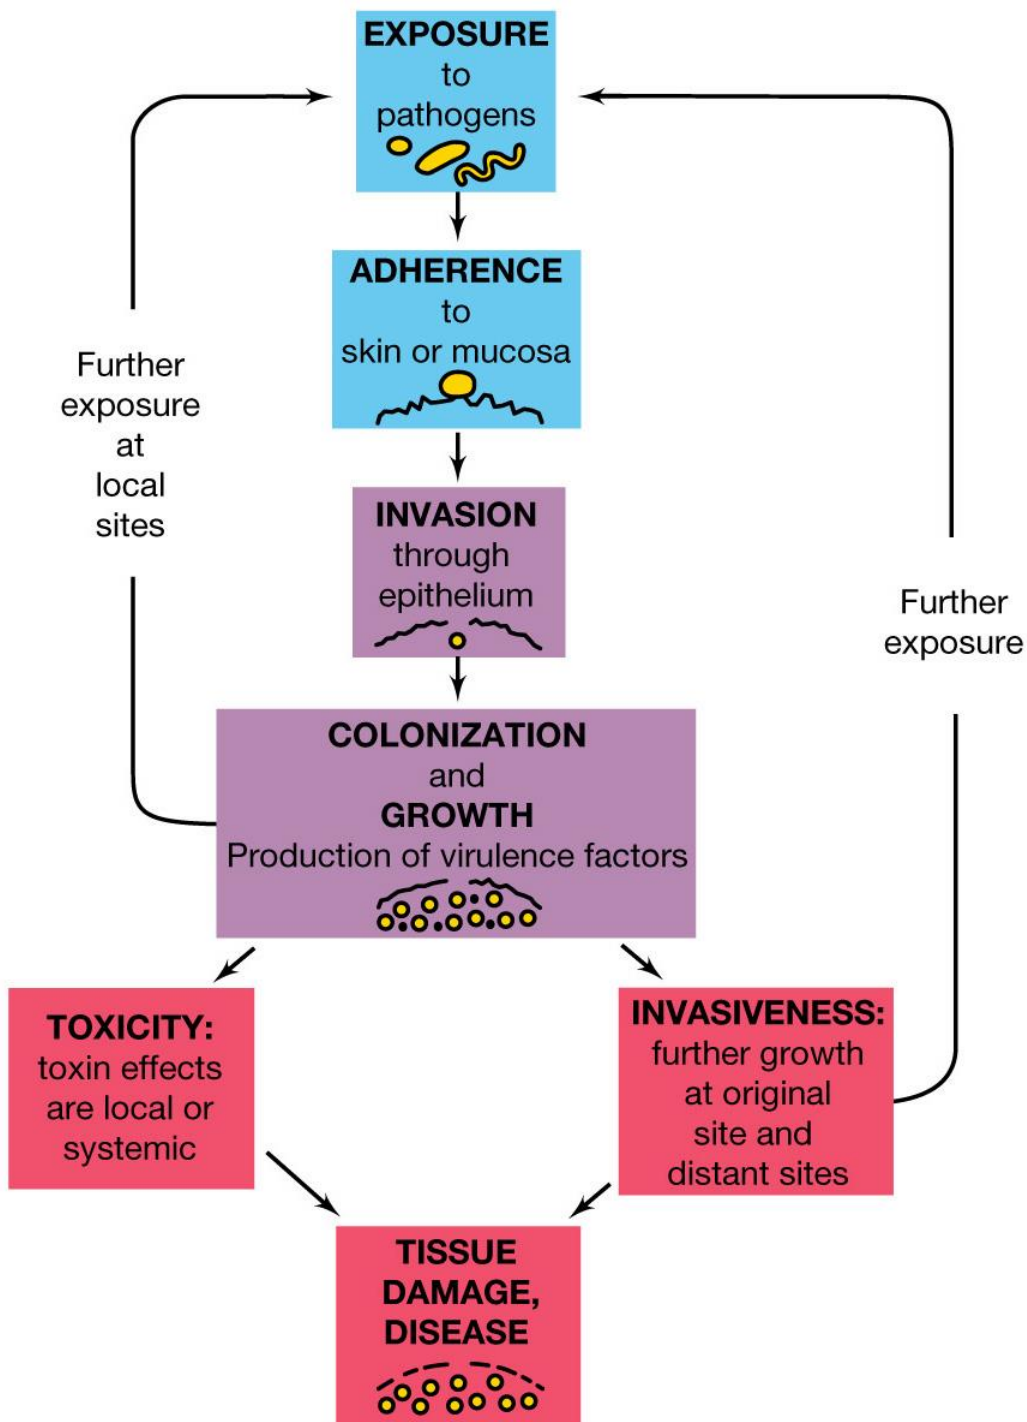 EXPOSURE
to
pathogens
ADHERENCE
to
skin or mucosa
Further
exposure
at
local
sites
INVASION
through
epithelium
Further
exposure
COLONIZATION
and
GROWTH
Production of virulence factors
TOXICITY:
toxin effects
are local or
systemic
INVASIVENESS:
further growth
at original
site and
distant sites
TISSUE
DAMAGE,
DISEASE